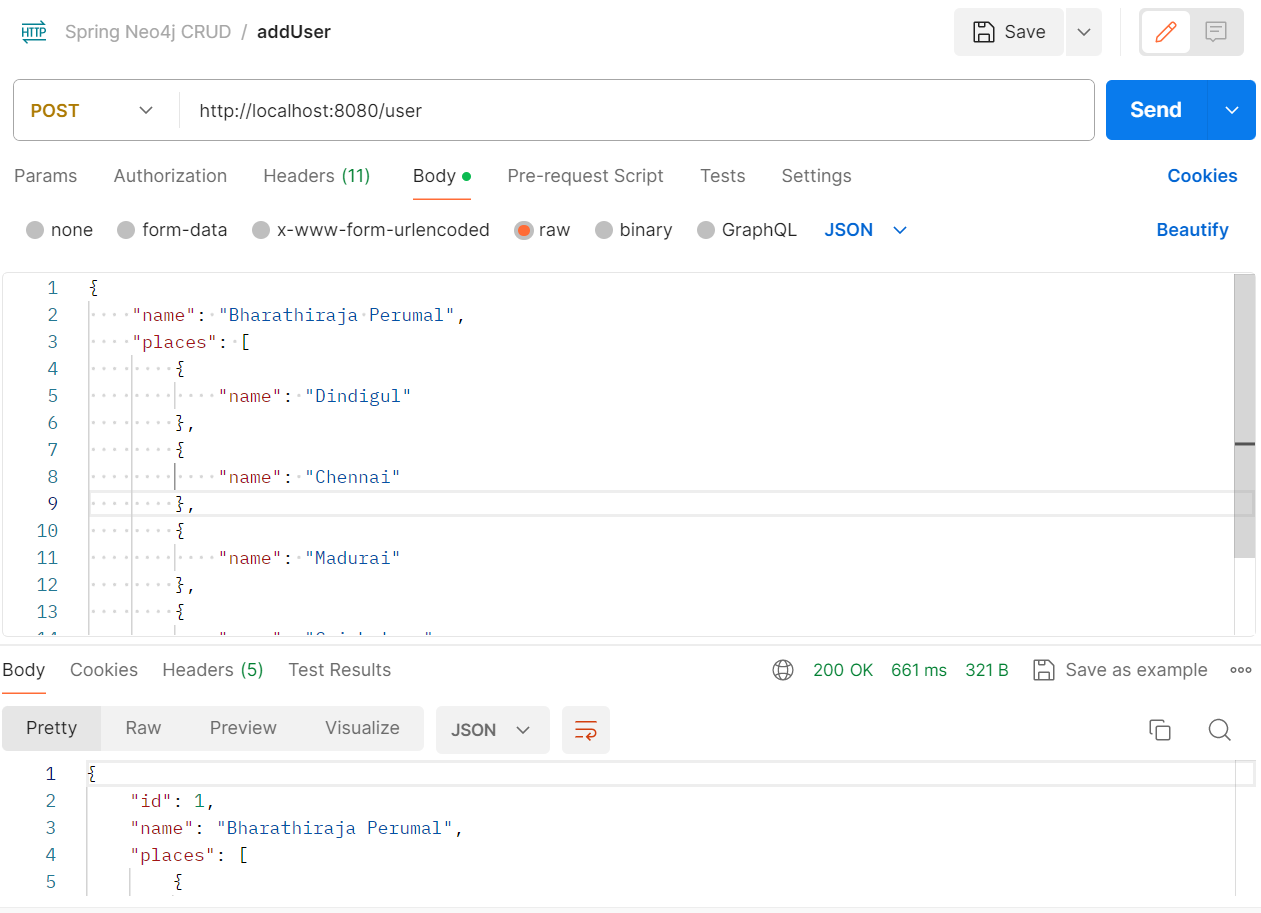 HTTP Spring Neo4j CRUD / addUser Save
POST http://localhost:8080/user Send
Params Authorization Headers (11) Body Pre-request Script Tests Settings Cookies
none form-data x-www-form-urlencoded raw binary GraphQL JSON Beautify
1 {
2 "name": "Bharathiraja Perumal",
3 "places": [
4 {
5 "name": "Dindigul"
6 },
7 {
8 "name": "Chennai"
9 },
10 {
11 "name": "Madurai"
12 },
13 {
Body Cookies Headers (5) Test Results 200 OK 661 ms 321 B Save as example
Pretty Raw Preview Visualize JSON
1 {
2 "id": 1,
3 "name": "Bharathiraja Perumal",
4 "places": [
5 {